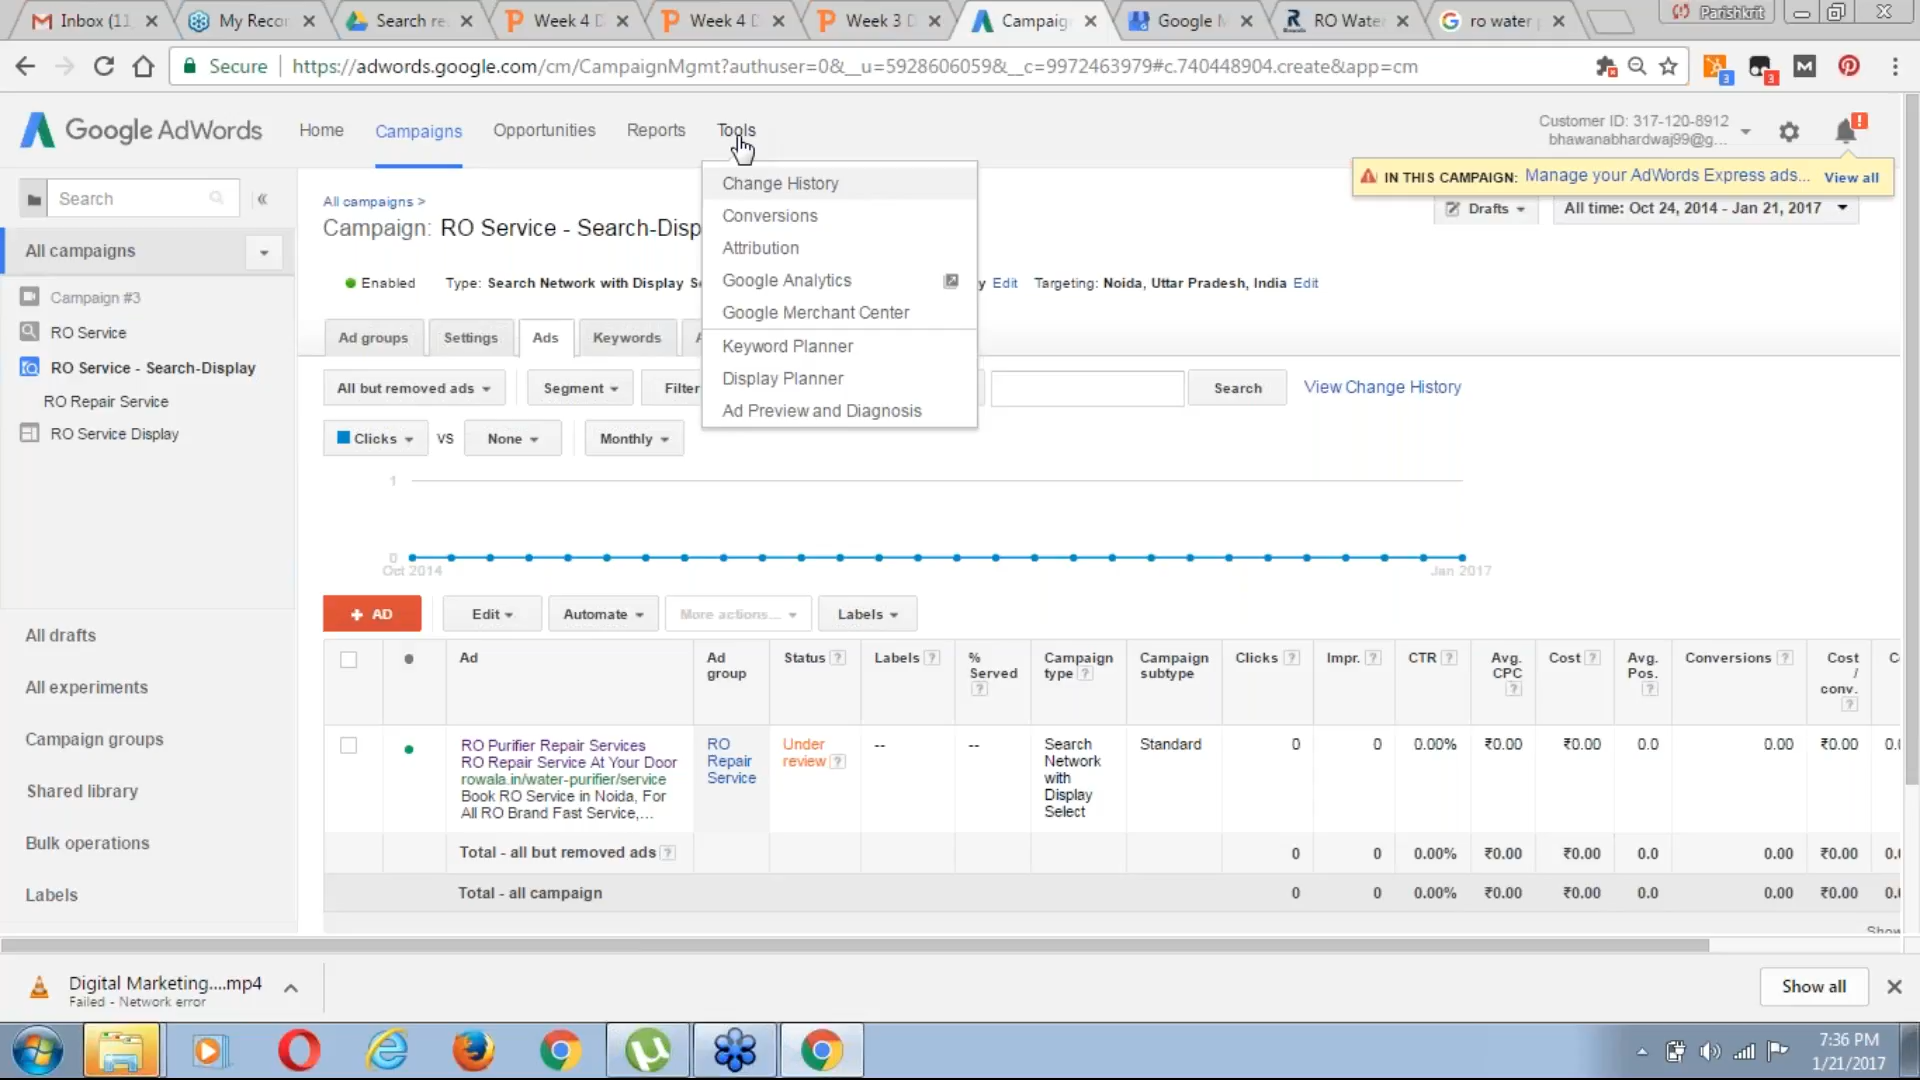 Inbox (11
My Reco
Search re
Week 4 D
Week 4 D
Week 3 D
Campaig
Google M
RO Wate
ro water
Parishkrit
Secure
https://adwords.google.com/cm/CampaignMgmt?authuser=0&__u=5928606059&__c=9972463979#c.740448904.create&app=cm
3
3
Google AdWords
Home
Campaigns
Opportunities
Reports
Tools
Customer ID: 317-120-8912
bhawanabhardwaj99@g...
Change History
Conversions
Attribution
Google Analytics
Google Merchant Center
Keyword Planner
Display Planner
Ad Preview and Diagnosis
IN THIS CAMPAIGN: Manage your AdWords Express ads... View all
Search
All campaigns
Campaign #3
RO Service
RO Service - Search-Display
RO Repair Service
RO Service Display
All campaigns >
Campaign: RO Service - Search-Disp
Drafts
All time: Oct 24, 2014 - Jan 21, 2017
Enabled
Type: Search Network with Display S
y Edit
Targeting: Noida, Uttar Pradesh, India Edit
Ad groups
Settings
Ads
Keywords
All but removed ads
Segment
Filter
Search
View Change History
Clicks
VS
None
Monthly
1
0
Oct 2014
Jan 2017
+ AD
Edit
Automate
More actions...
Labels
Ad
Ad group
Status ?
Labels ?
% Served ?
Campaign type ?
Campaign subtype
Clicks ?
Impr. ?
CTR ?
Avg. CPC ?
Cost ?
Avg. Pos. ?
Conversions ?
Cost / conv. ?
RO Purifier Repair Services
RO Repair Service At Your Door
rowala.in/water-purifier/service
Book RO Service in Noida, For
All RO Brand Fast Service,...
RO Repair Service
Under review ?
--
--
Search Network with Display Select
Standard
0
0
0.00%
₹0.00
₹0.00
0.0
0.00
₹0.00
Total - all but removed ads ?
0
0
0.00%
₹0.00
₹0.00
0.0
0.00
₹0.00
Total - all campaign
0
0
0.00%
₹0.00
₹0.00
0.0
0.00
₹0.00
Show
All drafts
All experiments
Campaign groups
Shared library
Bulk operations
Labels
Digital Marketing....mp4
Failed - Network error
Show all
7:36 PM
1/21/2017